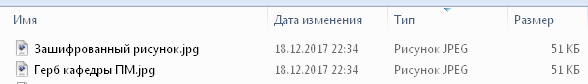 Имя Дата изменения Тип Размер
Зашифрованный рисунок.jpg 18.12.2017 22:34 Рисунок JPEG 51 КБ
Герб кафедры ПМ.jpg 18.12.2017 22:34 Рисунок JPEG 51 КБ